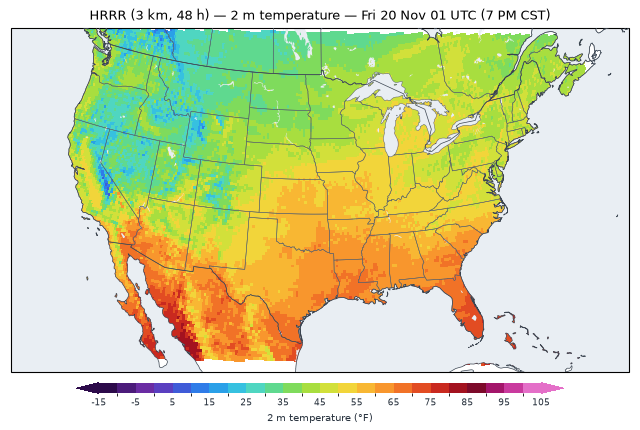 HRRR (3 km, 48 h) — 2 m temperature — Fri 20 Nov 01 UTC (7 PM CST)
-15 -5 5 15 25 35 45 55 65 75 85 95 105
2 m temperature (°F)